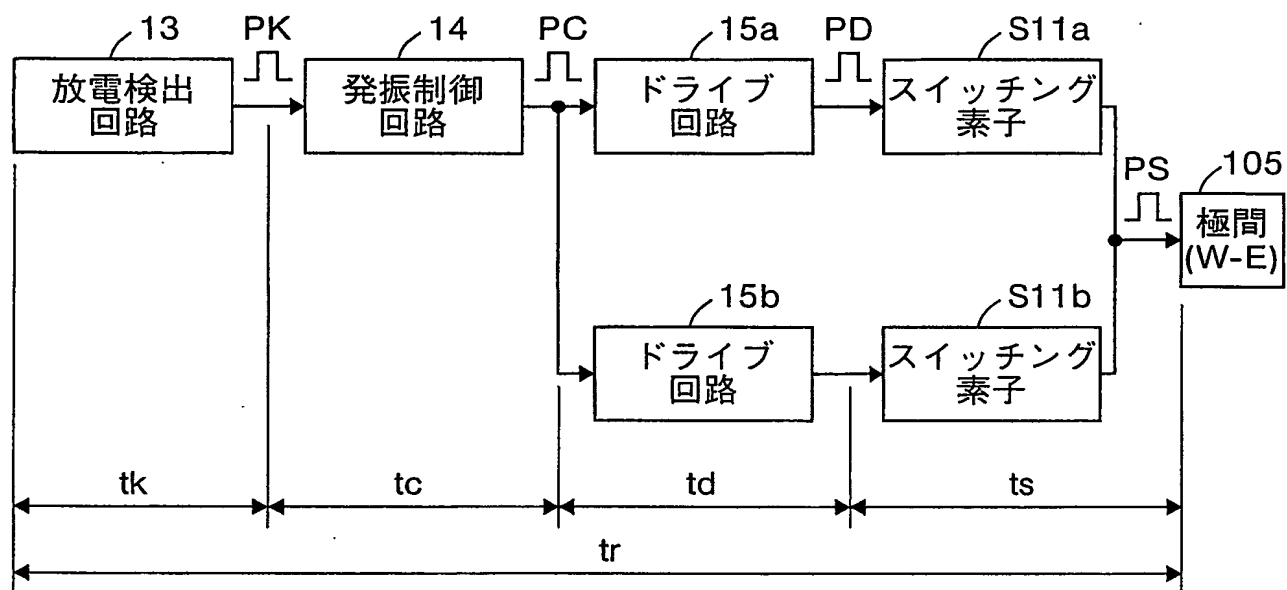 13
PK
14
PC
15a
PD
S11a
放電検出
回路
発振制御
回路
ドライブ
回路
スイッチング
素子
PS
105
極間
(W-E)
15b
S11b
ドライブ
回路
スイッチング
素子
tk
tc
td
ts
tr